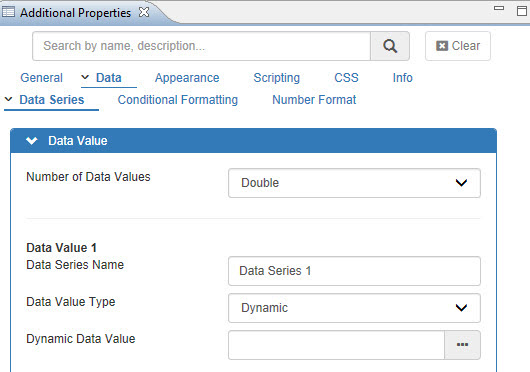 Additional Properties
Search by name, description...
Clear
General Data Appearance Scripting CSS Info
Data Series Conditional Formatting Number Format
Data Value
Number of Data Values Double
Data Value 1
Data Series Name Data Series 1
Data Value Type Dynamic
Dynamic Data Value ...